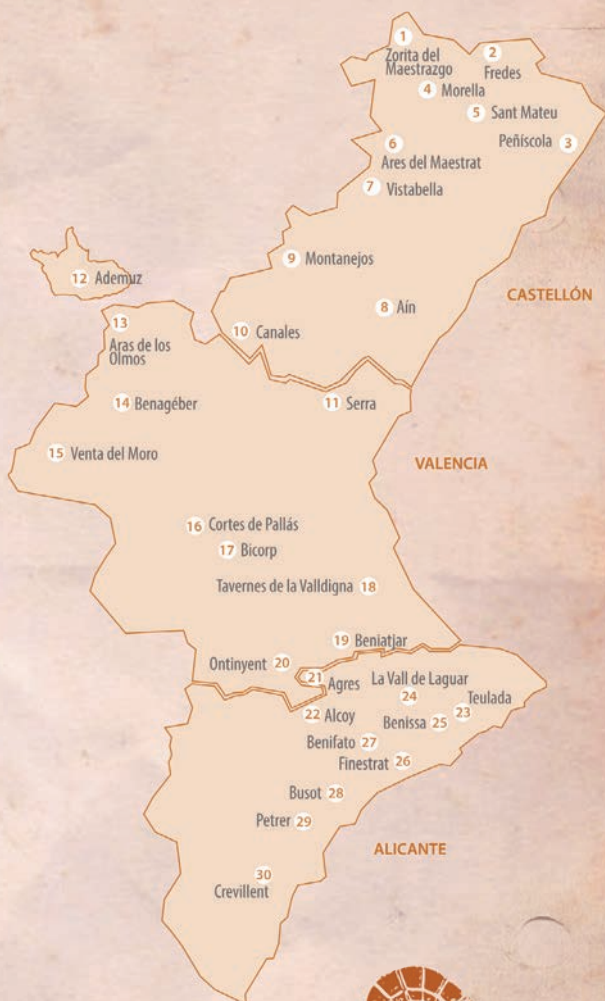 1
Zorita del
Maestrazgo
2
Fredes
4 Morella
5 Sant Mateu
Peñíscola 3
6
Ares del Maestrat
7 Vistabella
9 Montanejos
12 Ademuz
CASTELLÓN
8 Aín
13
Aras de los
Olmos
10 Canales
14 Benagéber
11 Serra
15 Venta del Moro
VALENCIA
16 Cortes de Pallás
17 Bicorp
Tavernes de la Valldigna 18
19 Beniatjar
Ontinyent 20
21
Agres
La Vall de Laguar
24
Teulada
23
22 Alcoy
Benissa 25
Benifato 27
Finestrat 26
Busot 28
Petrer 29
ALICANTE
30
Crevillent